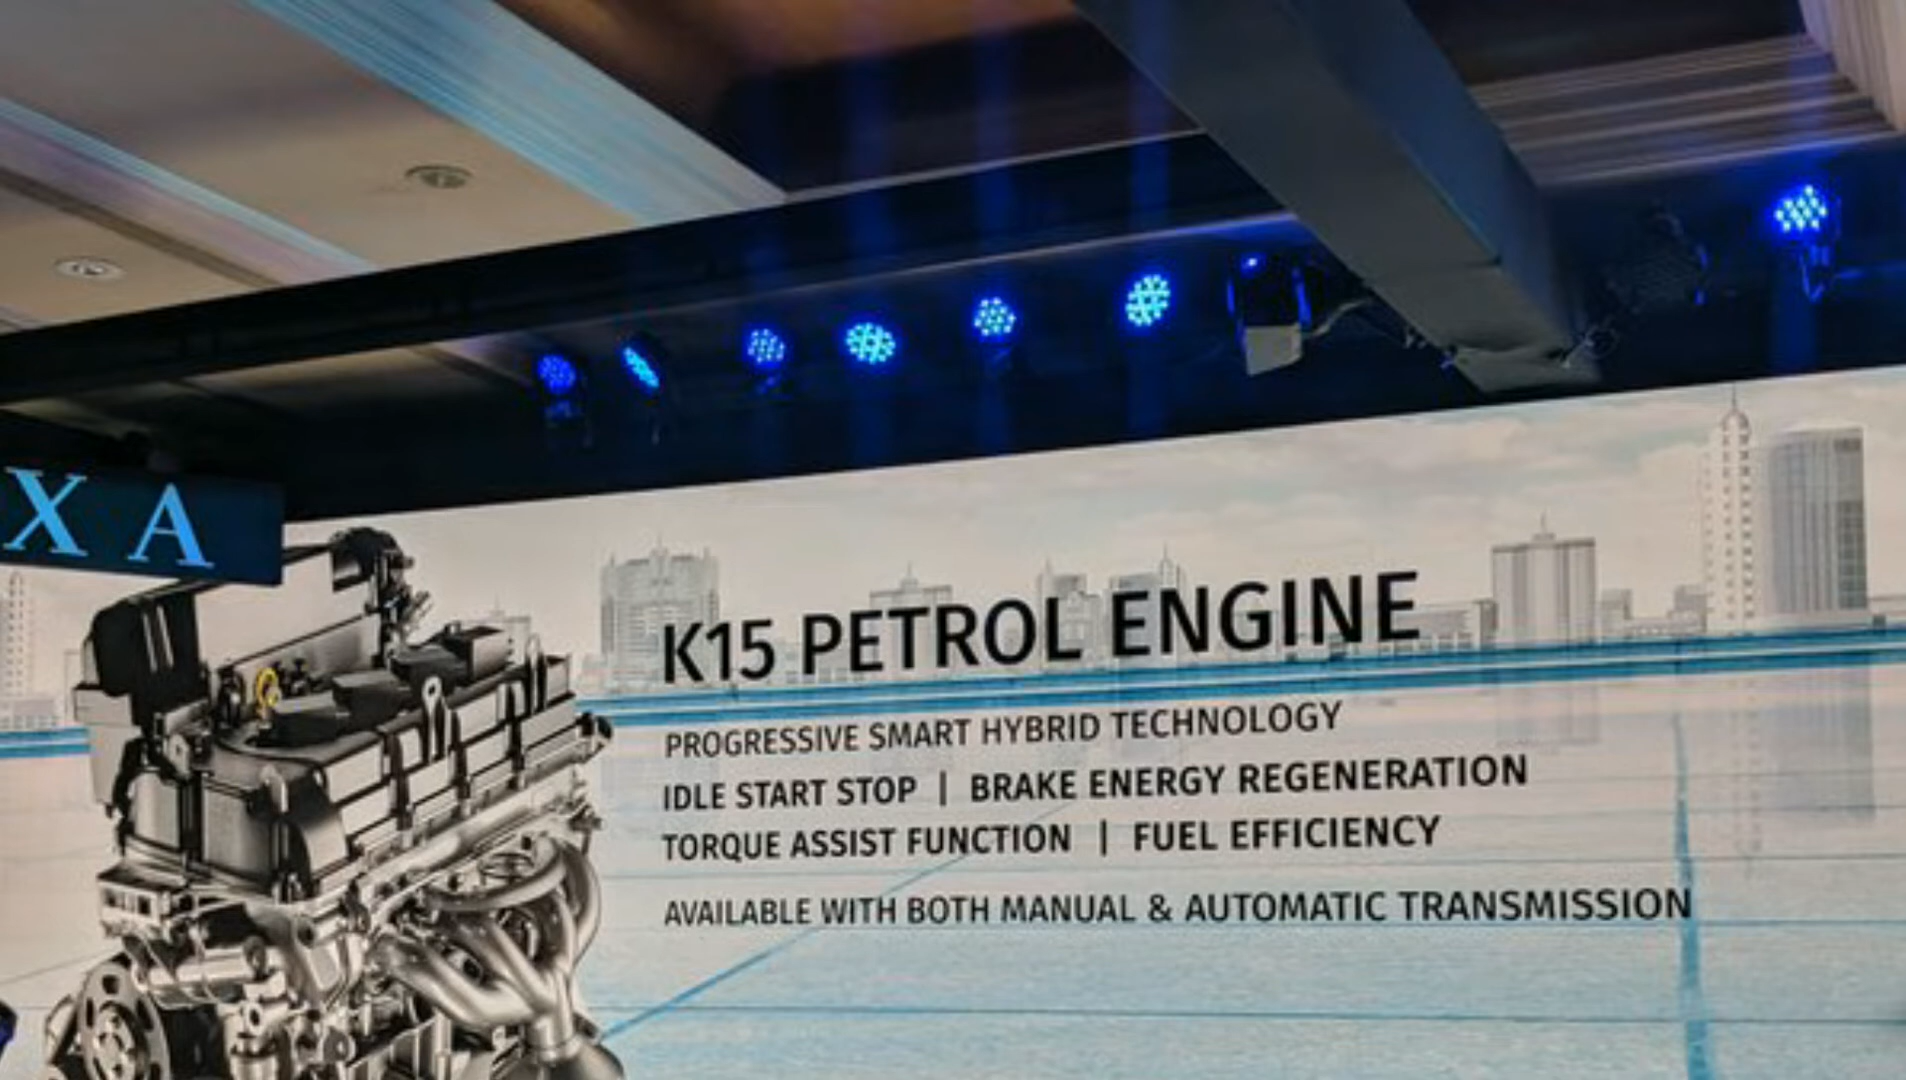 XA
K15 PETROL ENGINE
PROGRESSIVE SMART HYBRID TECHNOLOGY
IDLE START STOP | BRAKE ENERGY REGENERATION
TORQUE ASSIST FUNCTION | FUEL EFFICIENCY
AVAILABLE WITH BOTH MANUAL & AUTOMATIC TRANSMISSION